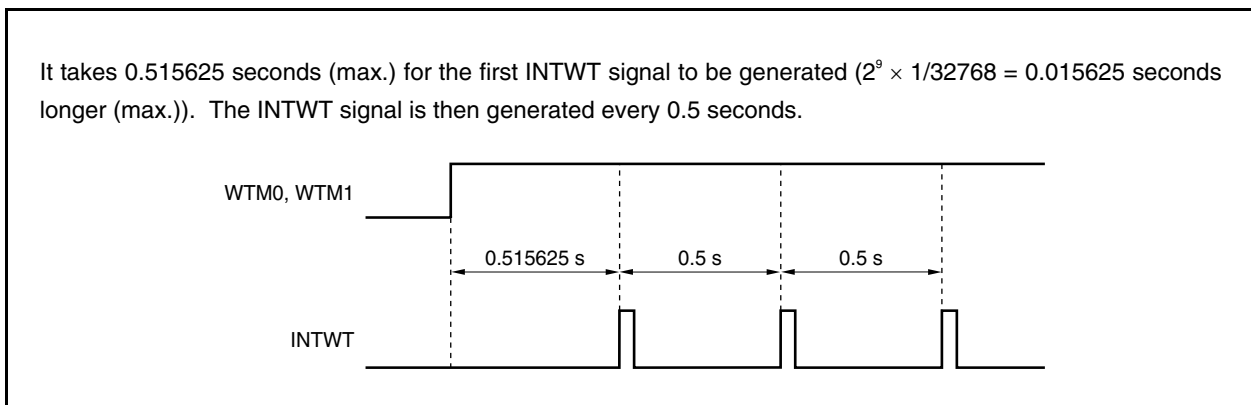 It takes 0.515625 seconds (max.) for the first INTWT signal to be generated (2⁹ × 1/32768 = 0.015625 seconds
longer (max.)).  The INTWT signal is then generated every 0.5 seconds.
WTM0, WTM1
0.515625 s
0.5 s
0.5 s
INTWT